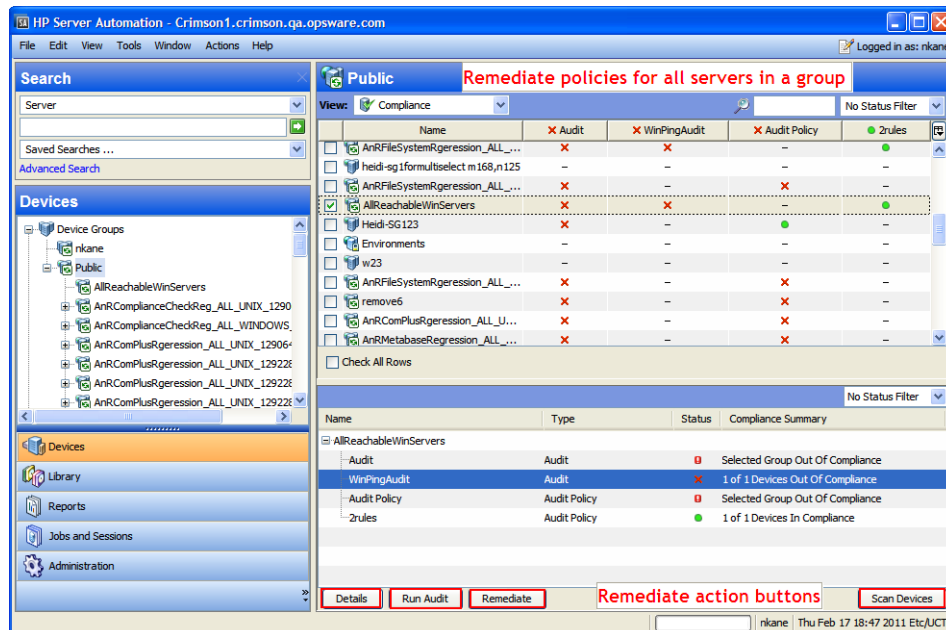 HP Server Automation - Crimson1.crimson.qa.opsware.com
File Edit View Tools Window Actions Help
Logged in as: nkane
Search
Server
Saved Searches ...
Advanced Search
Devices
Device Groups
nkane
Public
AllReachableWinServers
AnRComplianceCheckReg_ALL_UNIX_1290
AnRComplianceCheckReg_ALL_WINDOWS_
AnRComPlusRgeression_ALL_UNIX_129064
AnRComPlusRgeression_ALL_UNIX_129228
AnRComPlusRgeression_ALL_UNIX_129228
AnRComPlusRgeression_ALL_UNIX_129228
Devices
Library
Reports
Jobs and Sessions
Administration
Public
Remediate policies for all servers in a group
View: Compliance No Status Filter
Name Audit WinPingAudit Audit Policy 2rules
AnRFileSystemRgeression_ALL_...
heidi-sg1formultiselect m168,n125
AnRFileSystemRgeression_ALL_...
AllReachableWinServers
Heidi-SG123
Environments
w23
AnRFileSystemRgeression_ALL_...
remove6
AnRComPlusRgeression_ALL_U...
AnRMetabaseRegression_ALL_...
Check All Rows
No Status Filter
Name Type Status Compliance Summary
AllReachableWinServers
Audit Audit Selected Group Out Of Compliance
WinPingAudit Audit 1 of 1 Devices Out Of Compliance
Audit Policy Audit Policy Selected Group Out Of Compliance
2rules Audit Policy 1 of 1 Devices In Compliance
Details Run Audit Remediate Remediate action buttons Scan Devices
nkane Thu Feb 17 18:47 2011 Etc/UCT